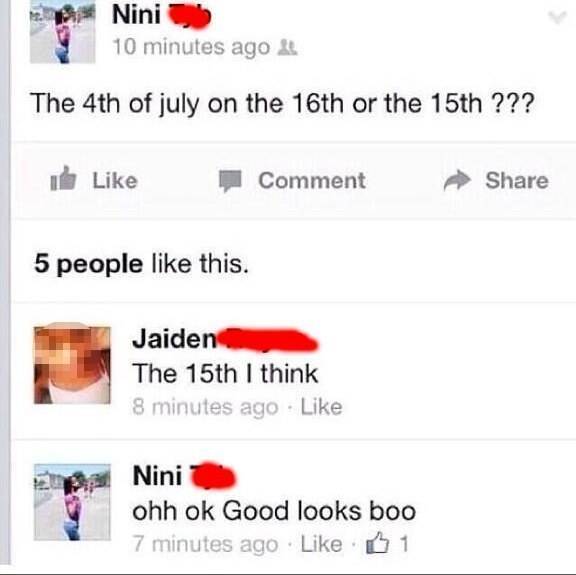 Nini
10 minutes ago
The 4th of july on the 16th or the 15th ???
Like Comment Share
5 people like this.
Jaiden
The 15th I think
8 minutes ago · Like
Nini
ohh ok Good looks boo
7 minutes ago · Like · 1